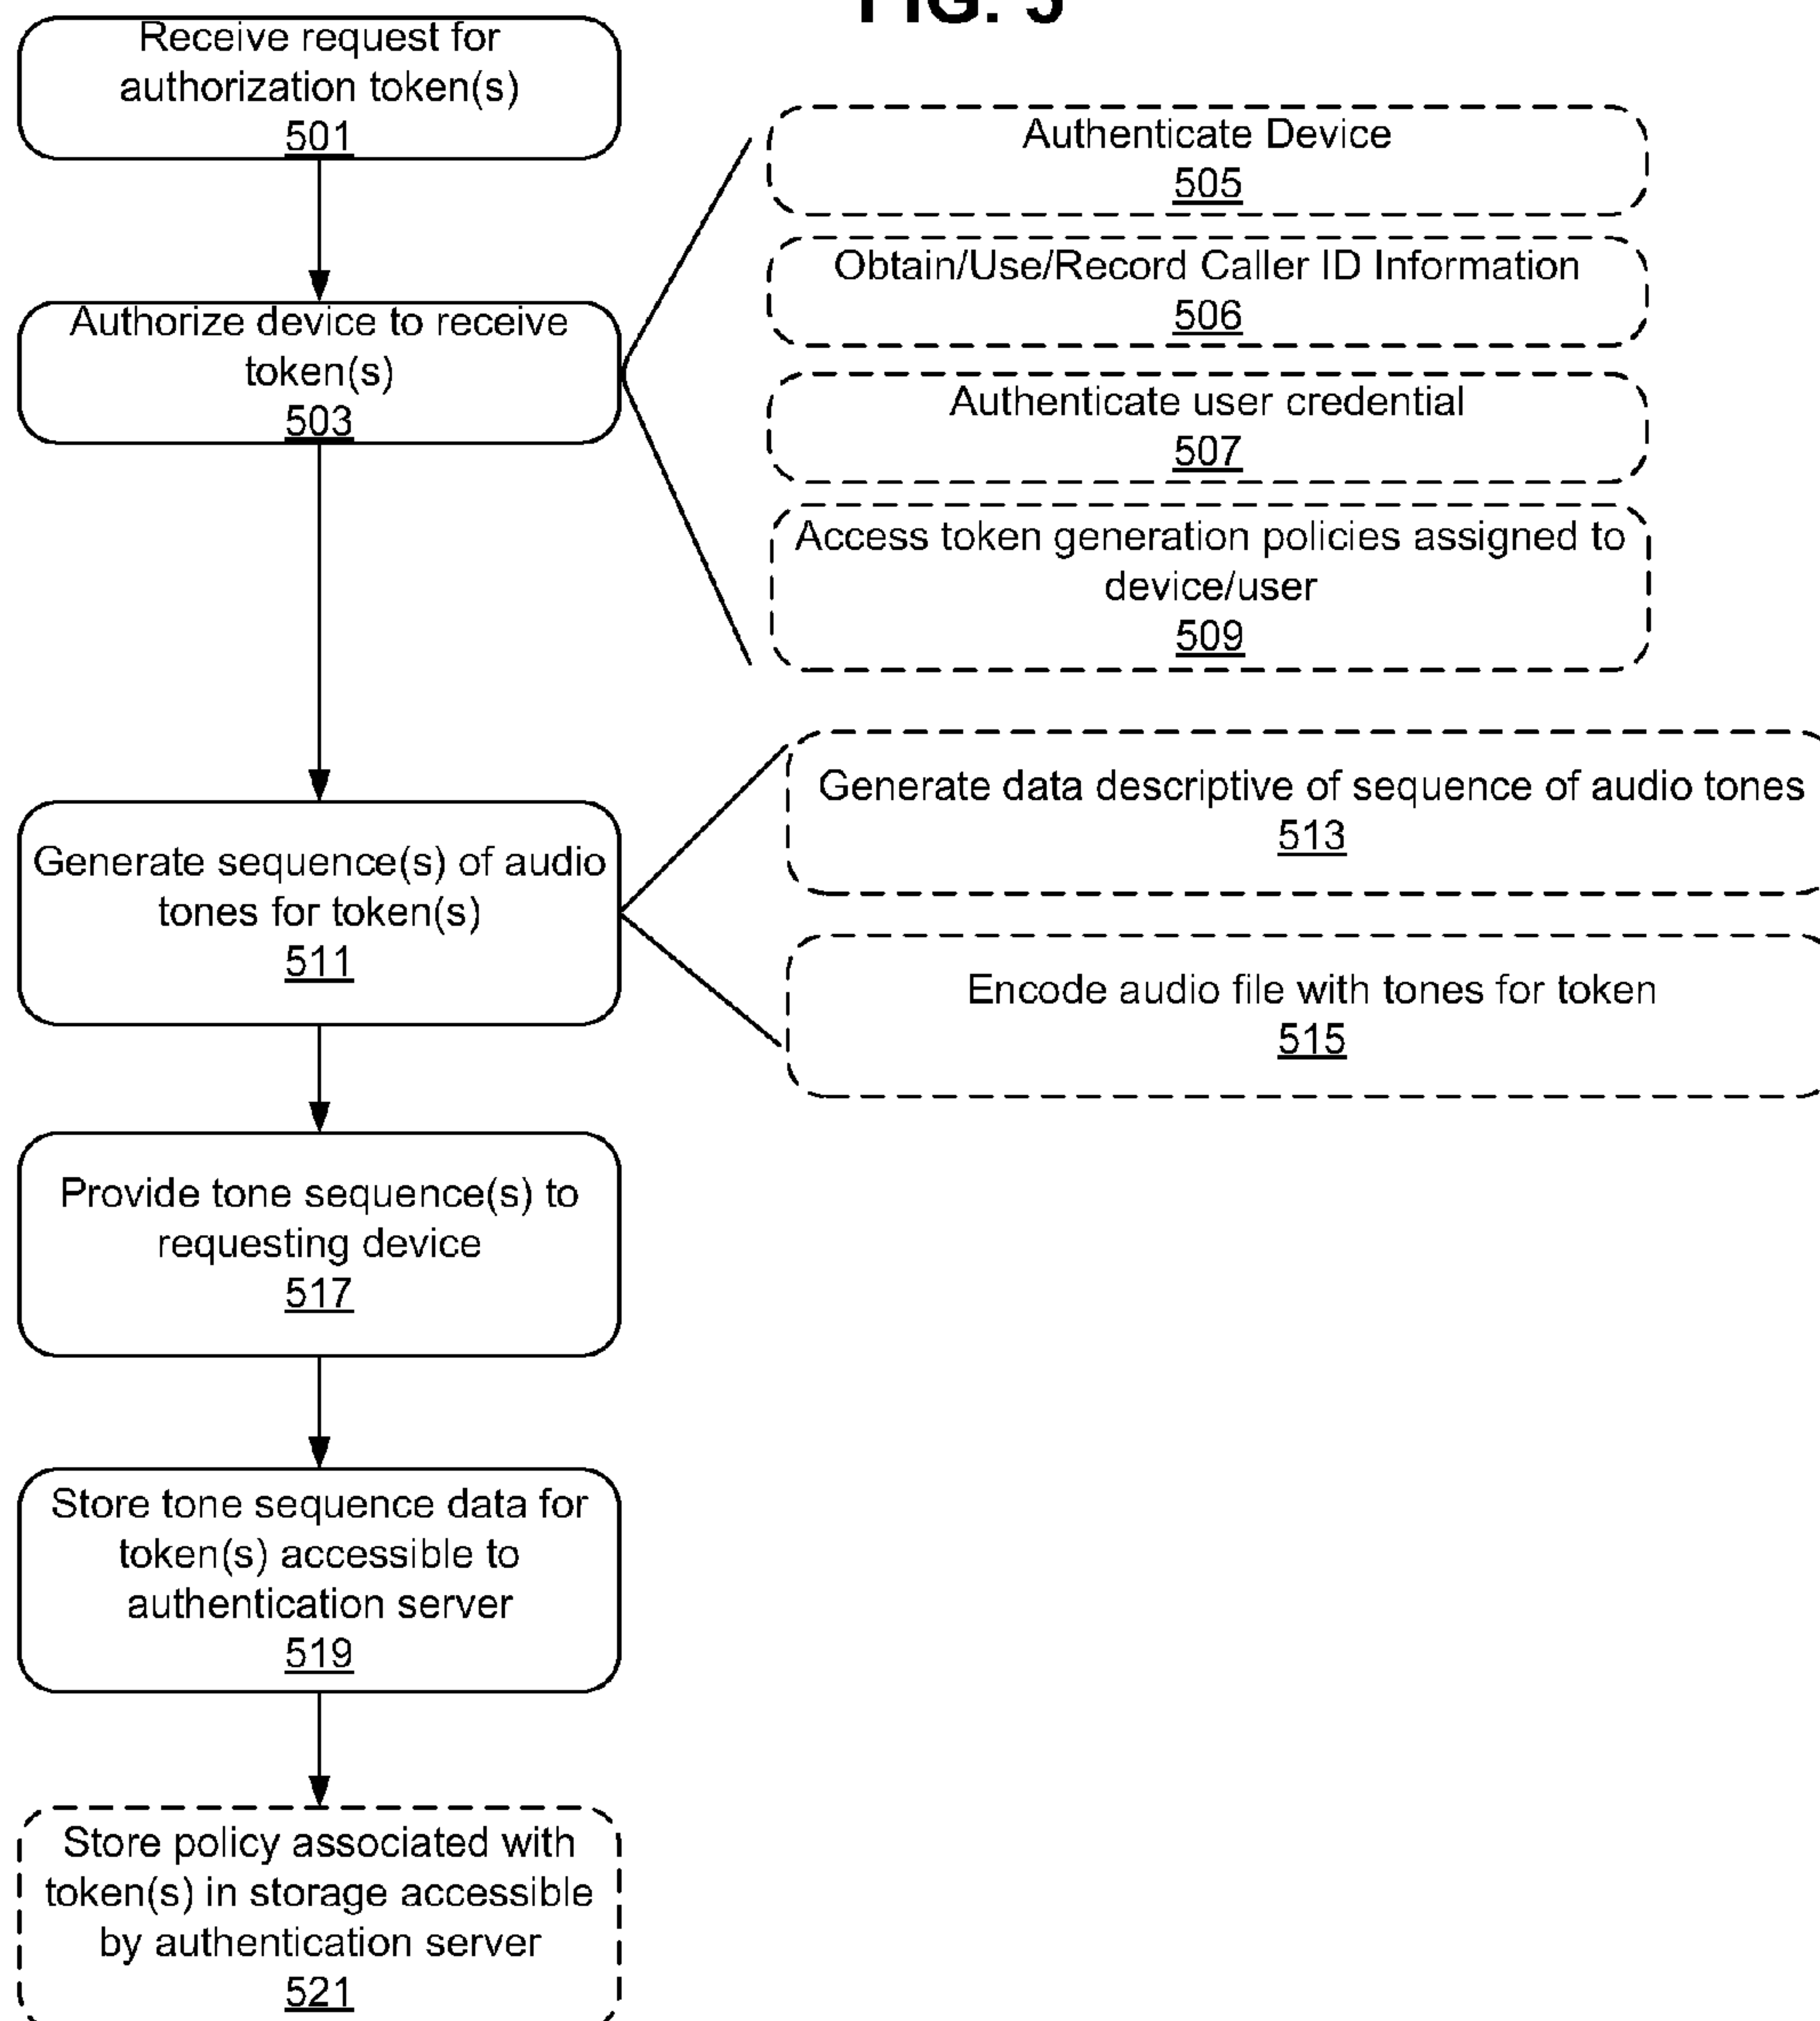 FIG. 5
Receive request for
authorization token(s)
501
Authorize device to receive
token(s)
503
Authenticate Device
505
Obtain/Use/Record Caller ID Information
506
Authenticate user credential
507
Access token generation policies assigned to
device/user
509
Generate sequence(s) of audio
tones for token(s)
511
Generate data descriptive of sequence of audio tones
513
Encode audio file with tones for token
515
Provide tone sequence(s) to
requesting device
517
Store tone sequence data for
token(s) accessible to
authentication server
519
Store policy associated with
token(s) in storage accessible
by authentication server
521